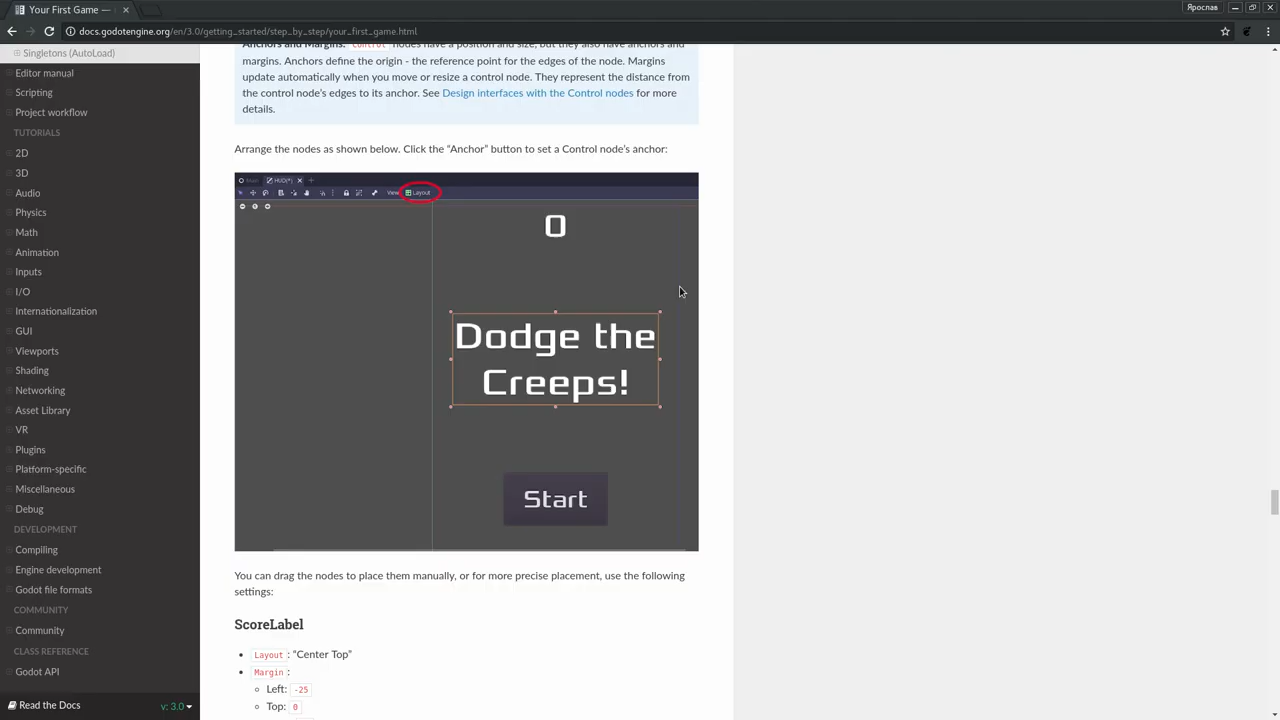 Your First Game —
Ярослав
docs.godotengine.org/en/3.0/getting_started/step_by_step/your_first_game.html
Singletons (AutoLoad)
Editor manual
Scripting
Project workflow
TUTORIALS
2D
3D
Audio
Physics
Math
Animation
Inputs
I/O
Internationalization
GUI
Viewports
Shading
Networking
Asset Library
VR
Plugins
Platform-specific
Miscellaneous
Debug
DEVELOPMENT
Compiling
Engine development
Godot file formats
COMMUNITY
Community
CLASS REFERENCE
Godot API
Read the Docs
v: 3.0
Anchors and Margins: Control nodes have a position and size, but they also have anchors and
margins. Anchors define the origin - the reference point for the edges of the node. Margins
update automatically when you move or resize a control node. They represent the distance from
the control node’s edges to its anchor. See Design interfaces with the Control nodes for more
details.
Arrange the nodes as shown below. Click the “Anchor” button to set a Control node’s anchor:
Main
HUD(*)
View
Layout
0
Dodge the
Creeps!
Start
You can drag the nodes to place them manually, or for more precise placement, use the following
settings:
ScoreLabel
Layout : “Center Top”
Margin :
Left: -25
Top: 0